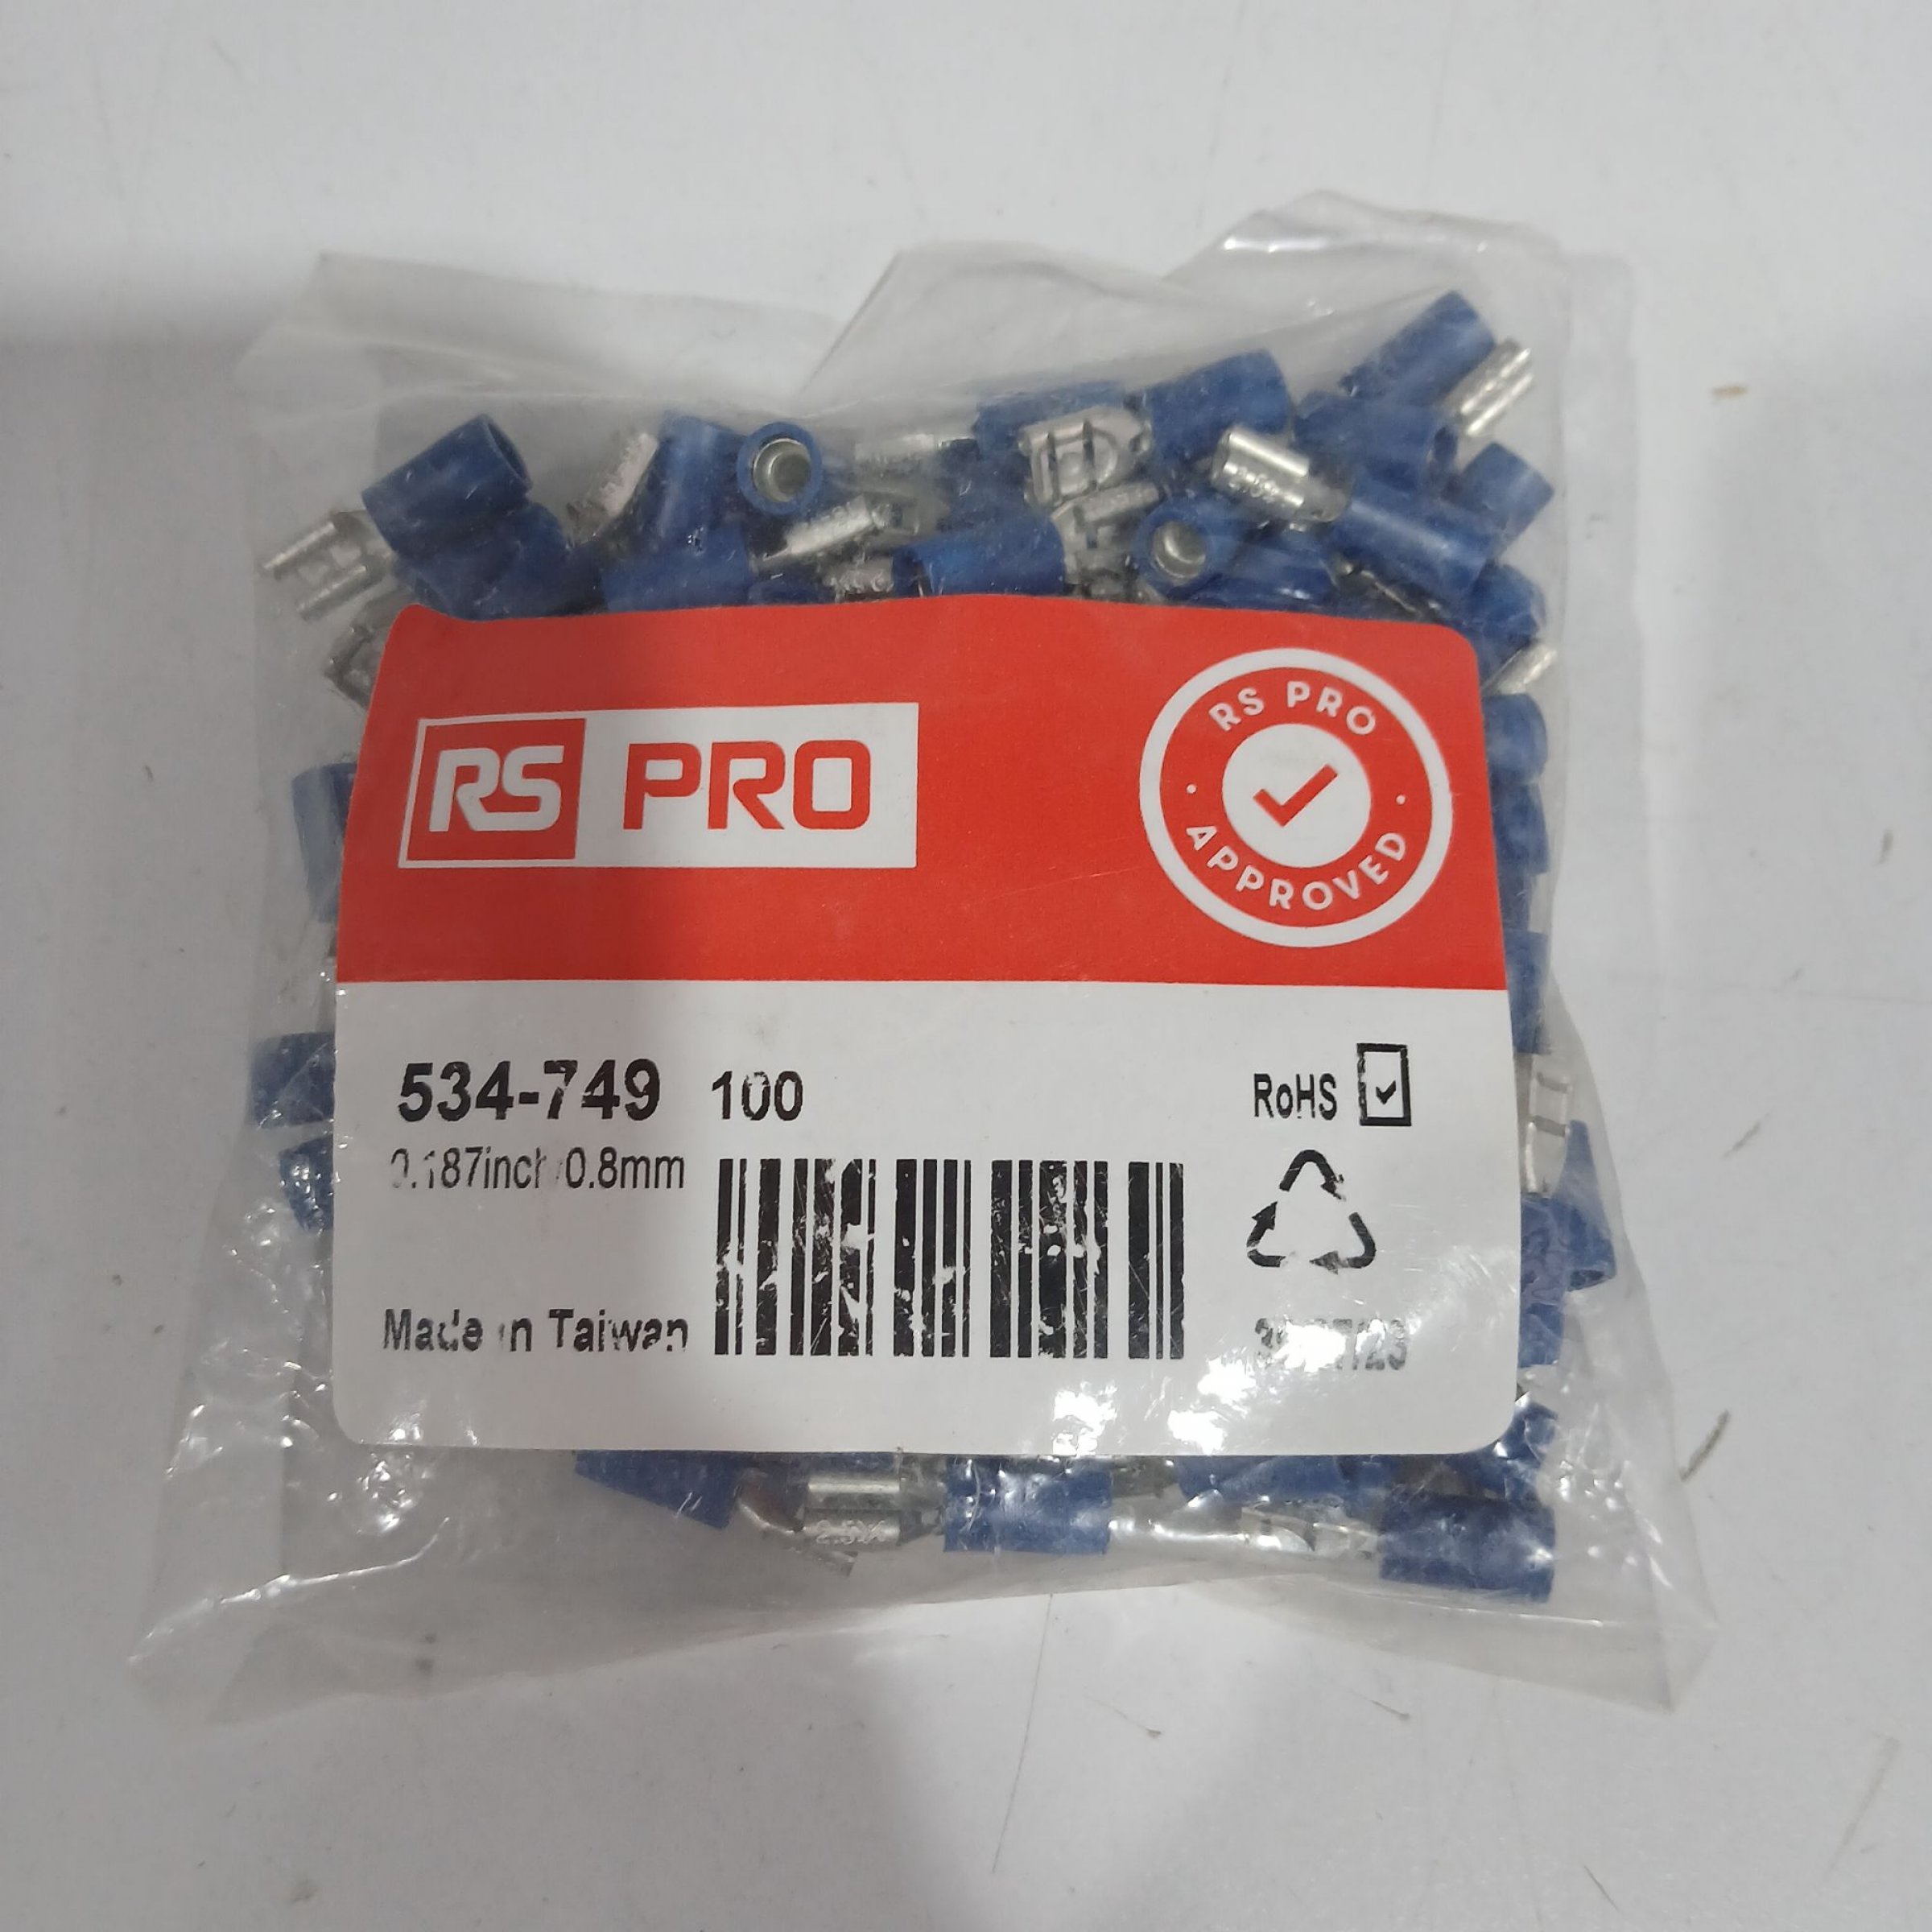 RS PRO
RS PRO
APPROVED
534-749 100
RoHS
0.187inch/0.8mm
Made in Taiwan